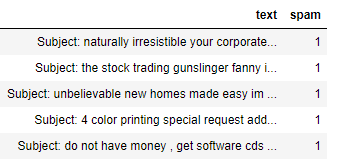 text spam
Subject: naturally irresistible your corporate... 1
Subject: the stock trading gunslinger fanny i... 1
Subject: unbelievable new homes made easy im ... 1
Subject: 4 color printing special request add... 1
Subject: do not have money , get software cds ... 1